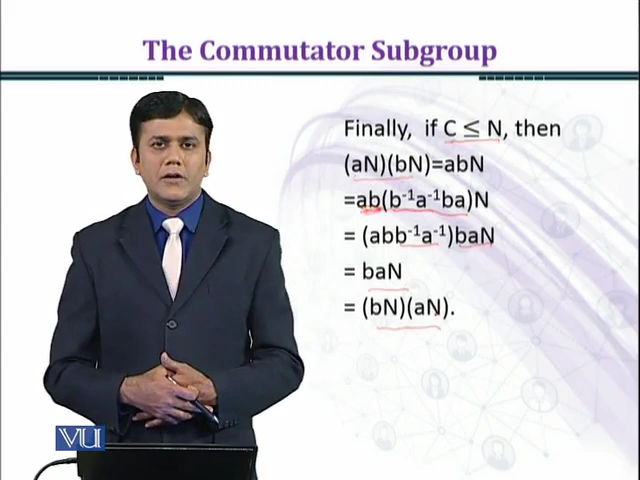 The Commutator Subgroup
Finally, if C ≤ N, then
(aN)(bN)=abN
=ab(b⁻¹a⁻¹ba)N
= (abb⁻¹a⁻¹)baN
= baN
= (bN)(aN).
VU